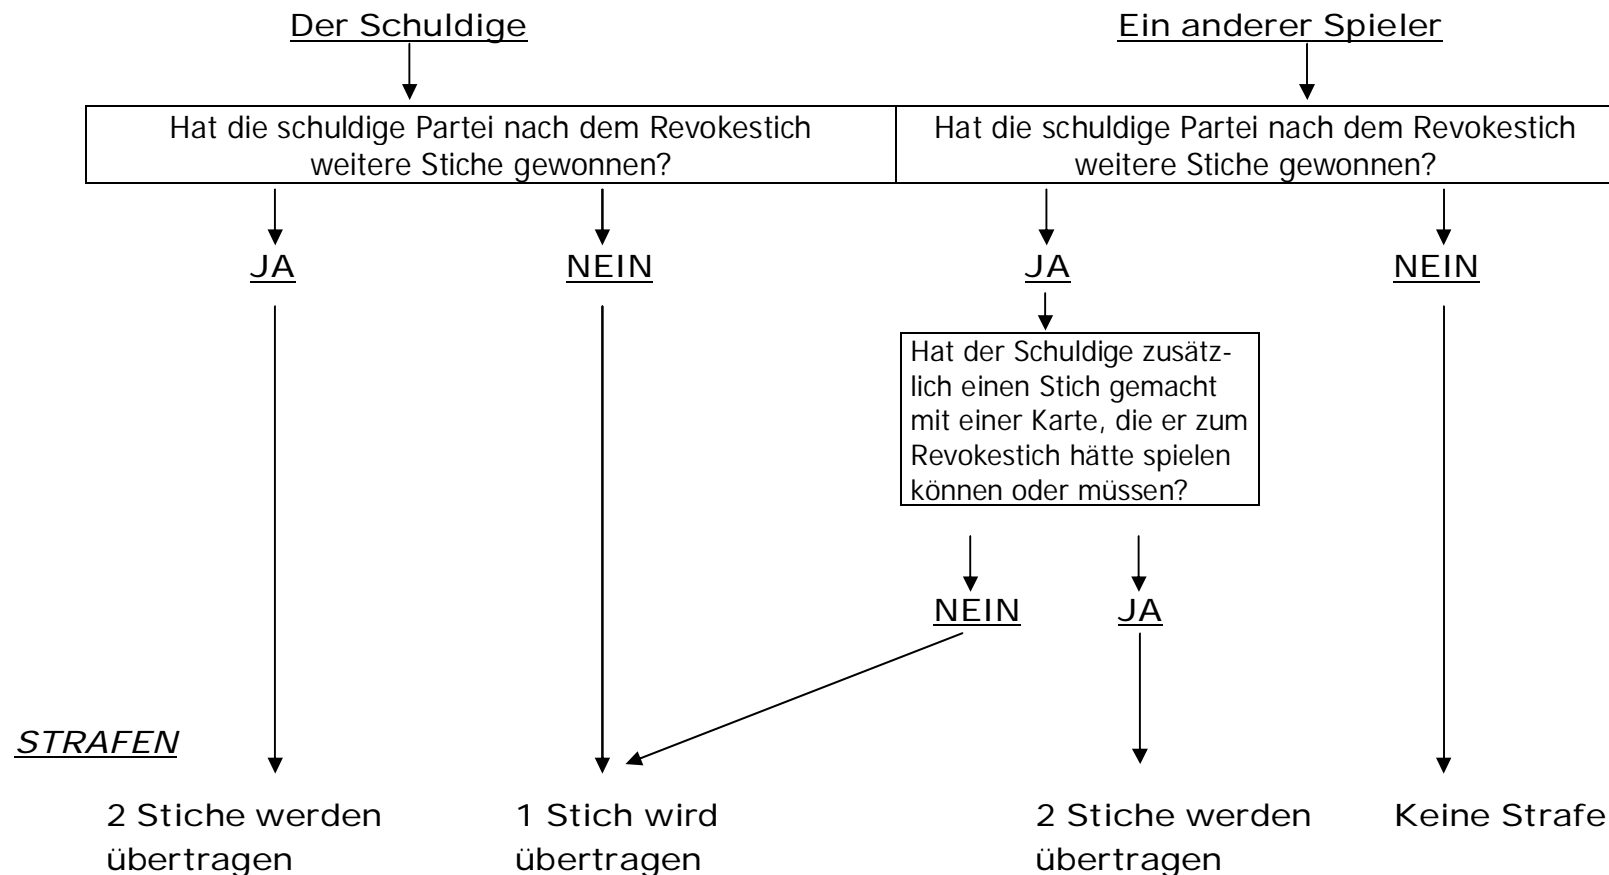 Der Schuldige
Ein anderer Spieler
Hat die schuldige Partei nach dem Revokestich
weitere Stiche gewonnen?
Hat die schuldige Partei nach dem Revokestich
weitere Stiche gewonnen?
JA
NEIN
JA
NEIN
Hat der Schuldige zusätz-
lich einen Stich gemacht
mit einer Karte, die er zum
Revokestich hätte spielen
können oder müssen?
NEIN
JA
STRAFEN
2 Stiche werden
übertragen
1 Stich wird
übertragen
2 Stiche werden
übertragen
Keine Strafe